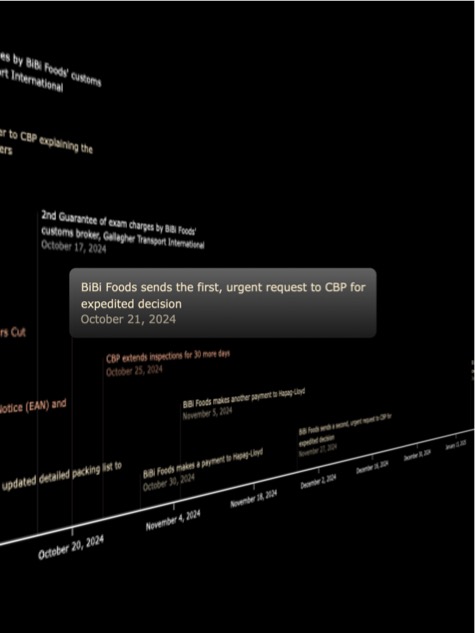 es by BiBi Foods' customs
rt International
er to CBP explaining the
ers
2nd Guarantee of exam charges by BiBi Foods'
customs broker, Gallagher Transport International
October 17, 2024
BiBi Foods sends the first, urgent request to CBP for
expedited decision
October 21, 2024
rs Cut
CBP extends inspections for 30 more days
October 25, 2024
Notice (EAN) and
BiBi Foods makes another payment to Hapag-Lloyd
November 5, 2024
BiBi Foods sends a second, urgent request to CBP for
expedited decision
November 27, 2024
updated detailed packing list to
BiBi Foods makes a payment to Hapag-Lloyd
October 30, 2024
October 20, 2024
November 4, 2024
November 18, 2024
December 2, 2024
December 16, 2024
December 30, 2024